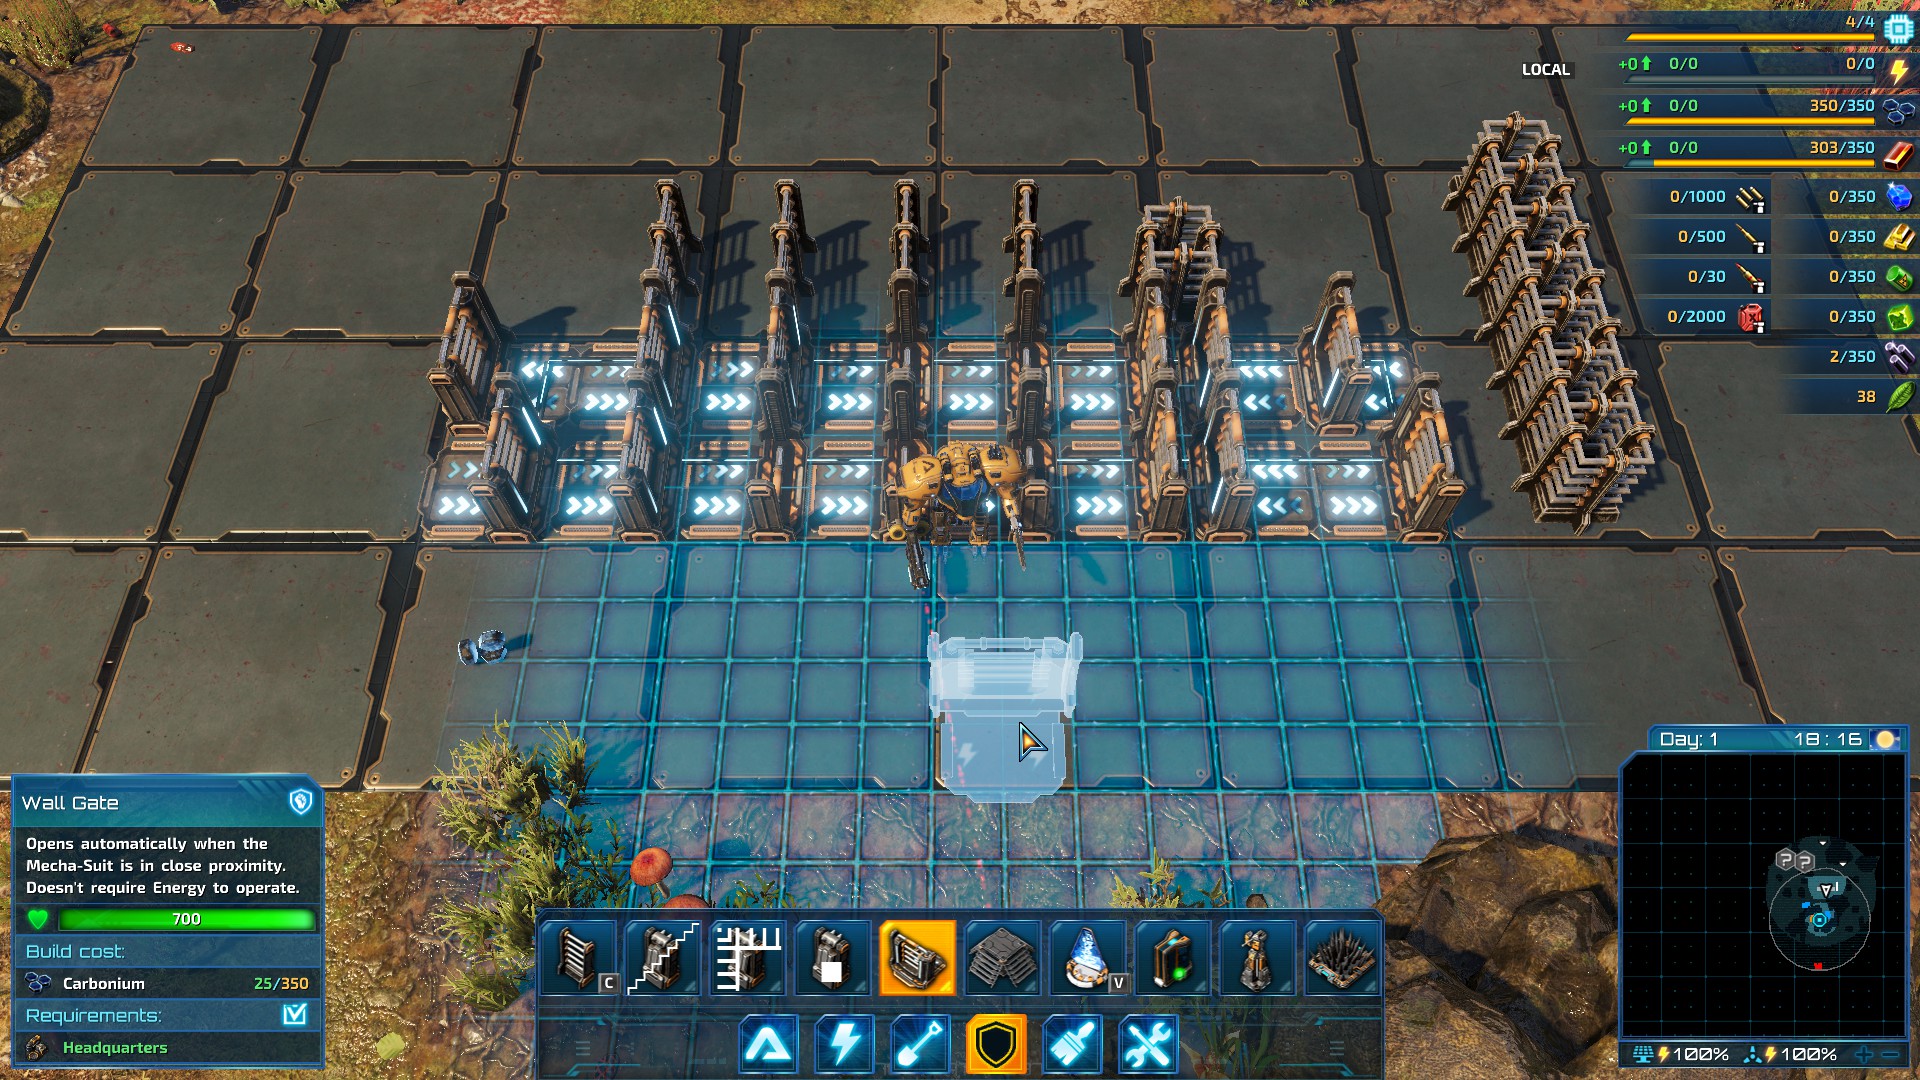 4/4
LOCAL
+0 0/0 0/0
+0 0/0 350/350
+0 0/0 303/350
0/1000 0/350
0/500 0/350
0/30 0/350
0/2000 0/350
2/350
38
Day: 1 18:16
? ?
Wall Gate
Opens automatically when the
Mecha-Suit is in close proximity.
Doesn't require Energy to operate.
700
Build cost:
Carbonium 25/350
Requirements:
Headquarters
C
V
100% 100%